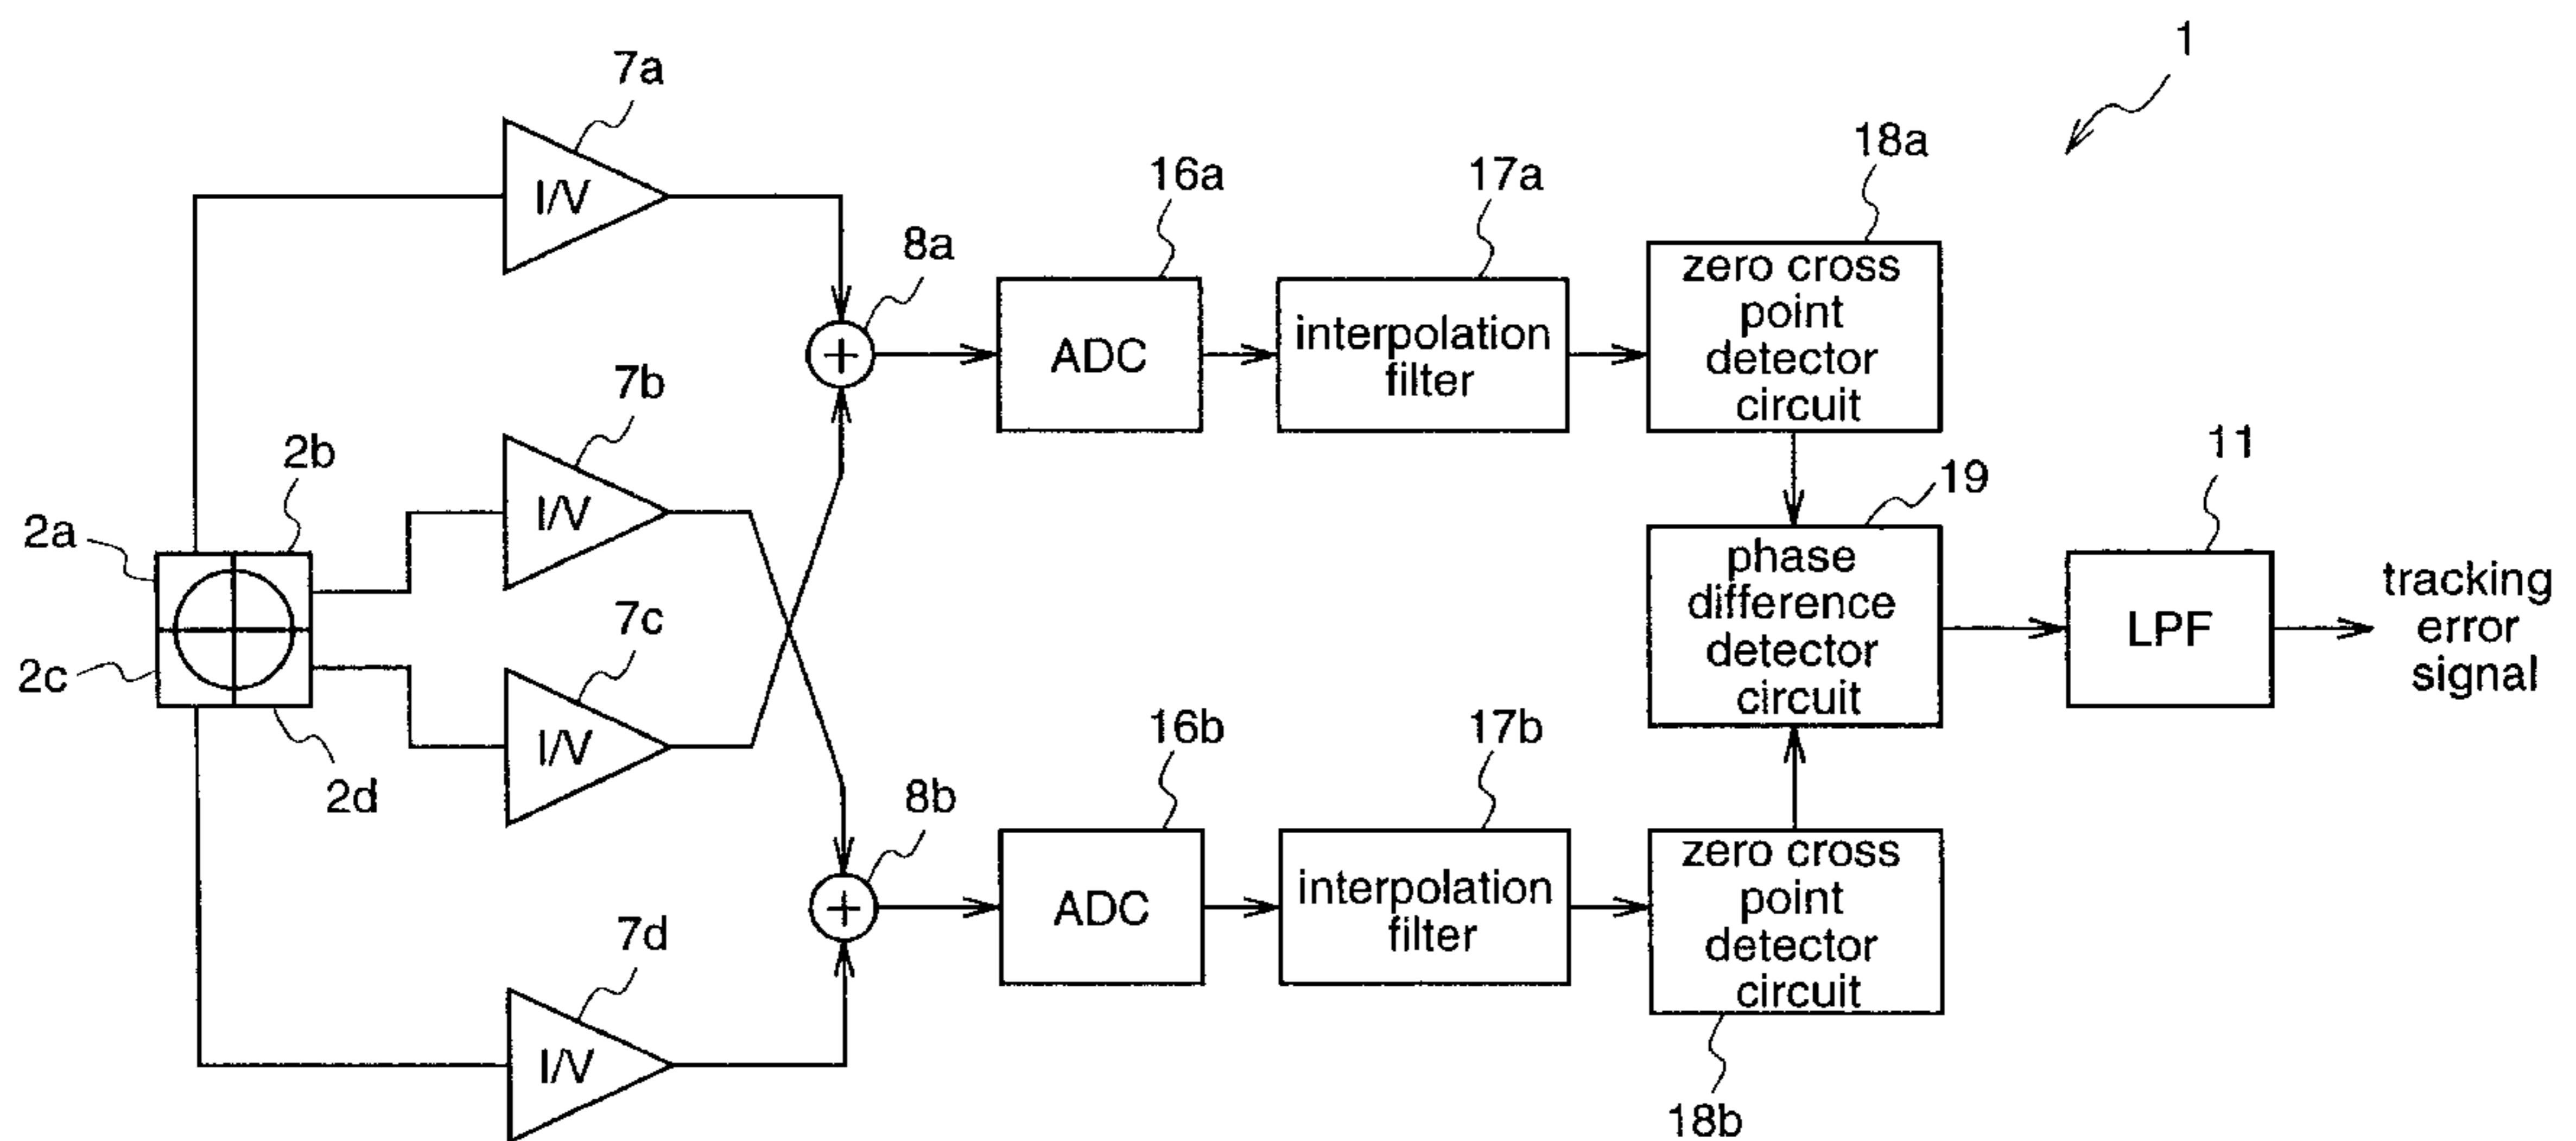 1
7a
I/V
8a
16a
ADC
17a
interpolation
filter
18a
zero cross
point
detector
circuit
7b
I/V
2b
2a
2c
2d
7c
I/V
19
phase
difference
detector
circuit
11
LPF
tracking
error
signal
8b
16b
ADC
17b
interpolation
filter
zero cross
point
detector
circuit
18b
7d
I/V